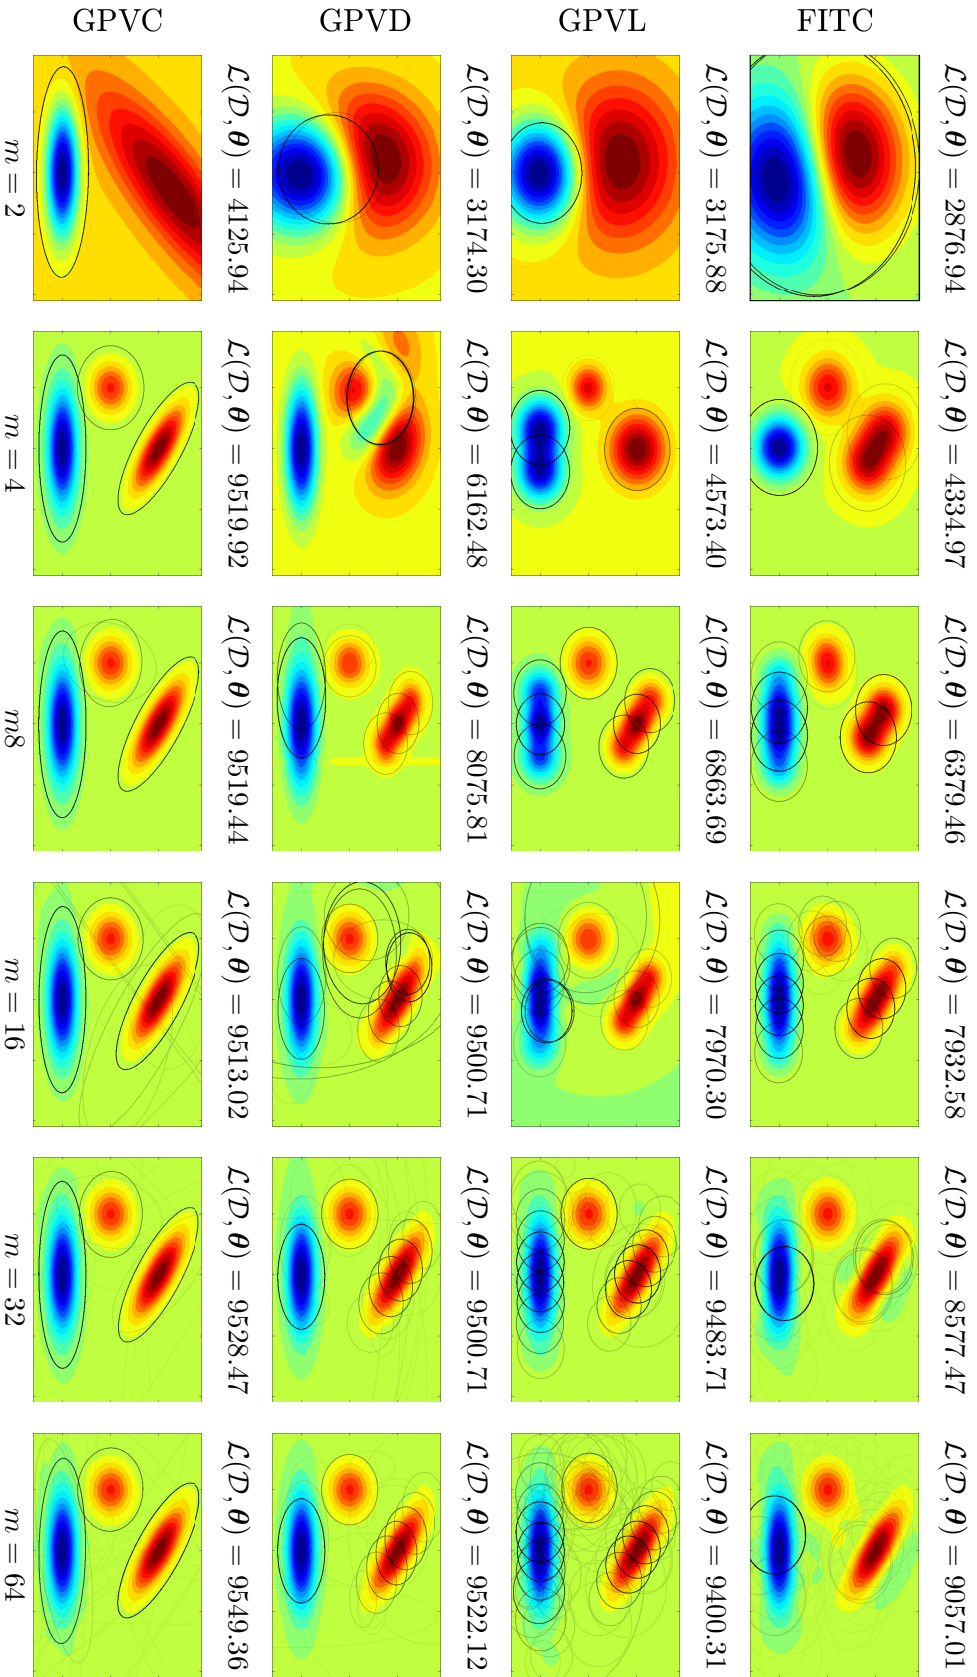 FITC
GPVL
GPVD
GPVC
𝓛(𝒟, 𝜽) = 2876.94
𝓛(𝒟, 𝜽) = 4334.97
𝓛(𝒟, 𝜽) = 6379.46
𝓛(𝒟, 𝜽) = 7932.58
𝓛(𝒟, 𝜽) = 8577.47
𝓛(𝒟, 𝜽) = 9057.01
𝓛(𝒟, 𝜽) = 3175.88
𝓛(𝒟, 𝜽) = 4573.40
𝓛(𝒟, 𝜽) = 6863.69
𝓛(𝒟, 𝜽) = 7970.30
𝓛(𝒟, 𝜽) = 9483.71
𝓛(𝒟, 𝜽) = 9400.31
𝓛(𝒟, 𝜽) = 3174.30
𝓛(𝒟, 𝜽) = 6162.48
𝓛(𝒟, 𝜽) = 8075.81
𝓛(𝒟, 𝜽) = 9500.71
𝓛(𝒟, 𝜽) = 9500.71
𝓛(𝒟, 𝜽) = 9522.12
𝓛(𝒟, 𝜽) = 4125.94
𝓛(𝒟, 𝜽) = 9519.92
𝓛(𝒟, 𝜽) = 9519.44
𝓛(𝒟, 𝜽) = 9513.02
𝓛(𝒟, 𝜽) = 9528.47
𝓛(𝒟, 𝜽) = 9549.36
m = 2
m = 4
m8
m = 16
m = 32
m = 64